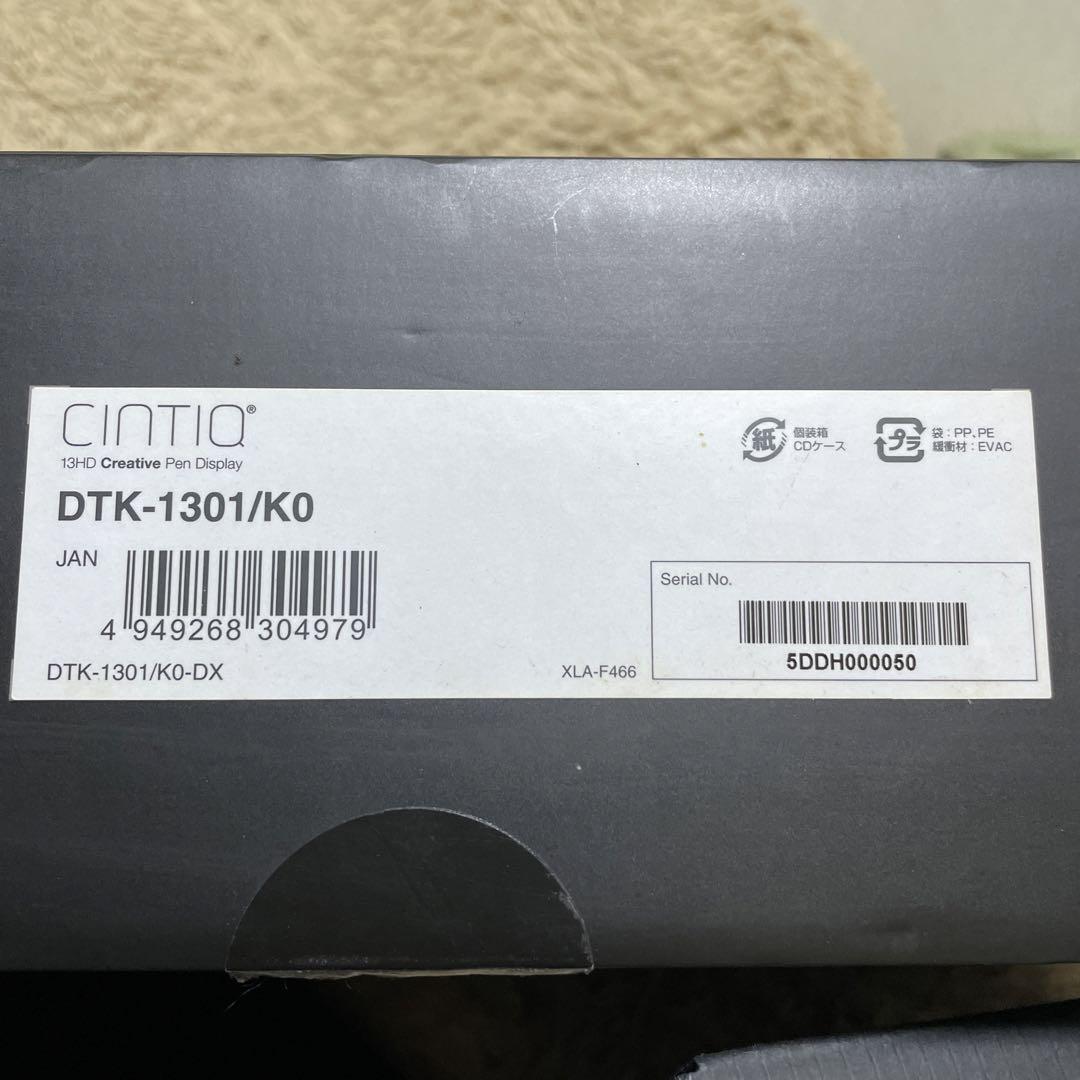 CINTIQ®
13HD Creative Pen Display
DTK-1301/K0
JAN
4 949268 304979
DTK-1301/K0-DX
XLA-F466
紙
個装箱
CDケース
プラ
袋：PP、PE
緩衝材：EVAC
Serial No.
5DDH000050